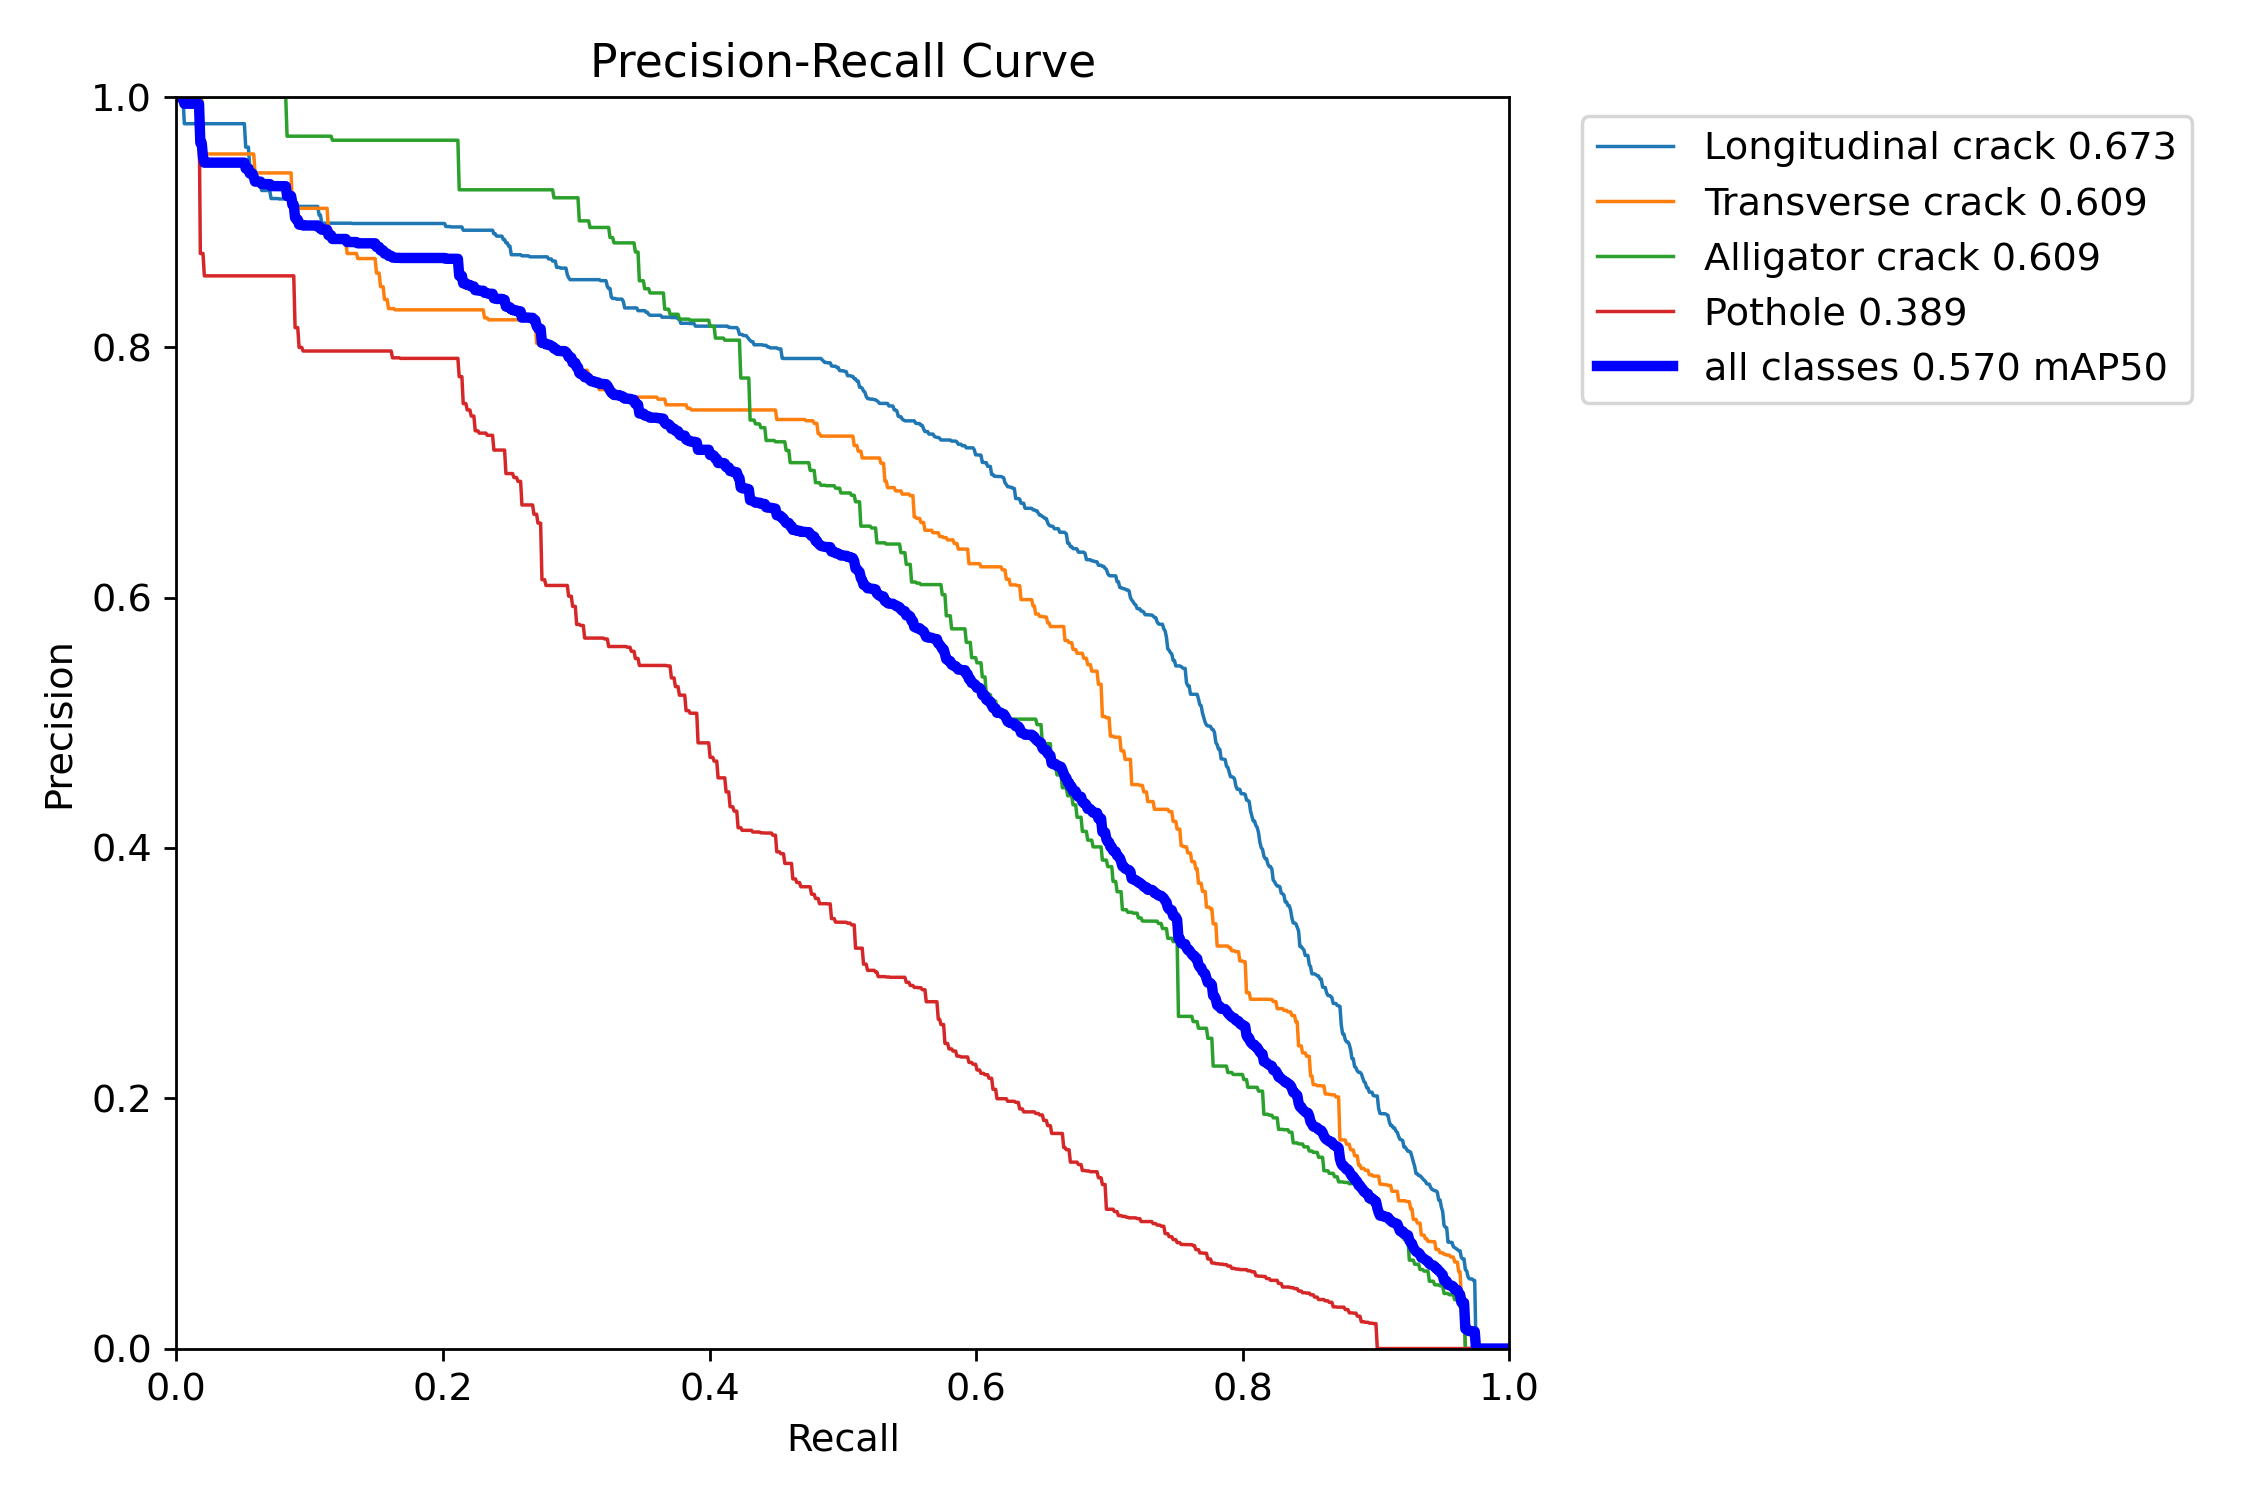 Precision-Recall Curve
1.0
0.8
0.6
0.4
0.2
0.0
Precision
0.0 0.2 0.4 0.6 0.8 1.0
Recall
Longitudinal crack 0.673
Transverse crack 0.609
Alligator crack 0.609
Pothole 0.389
all classes 0.570 mAP50